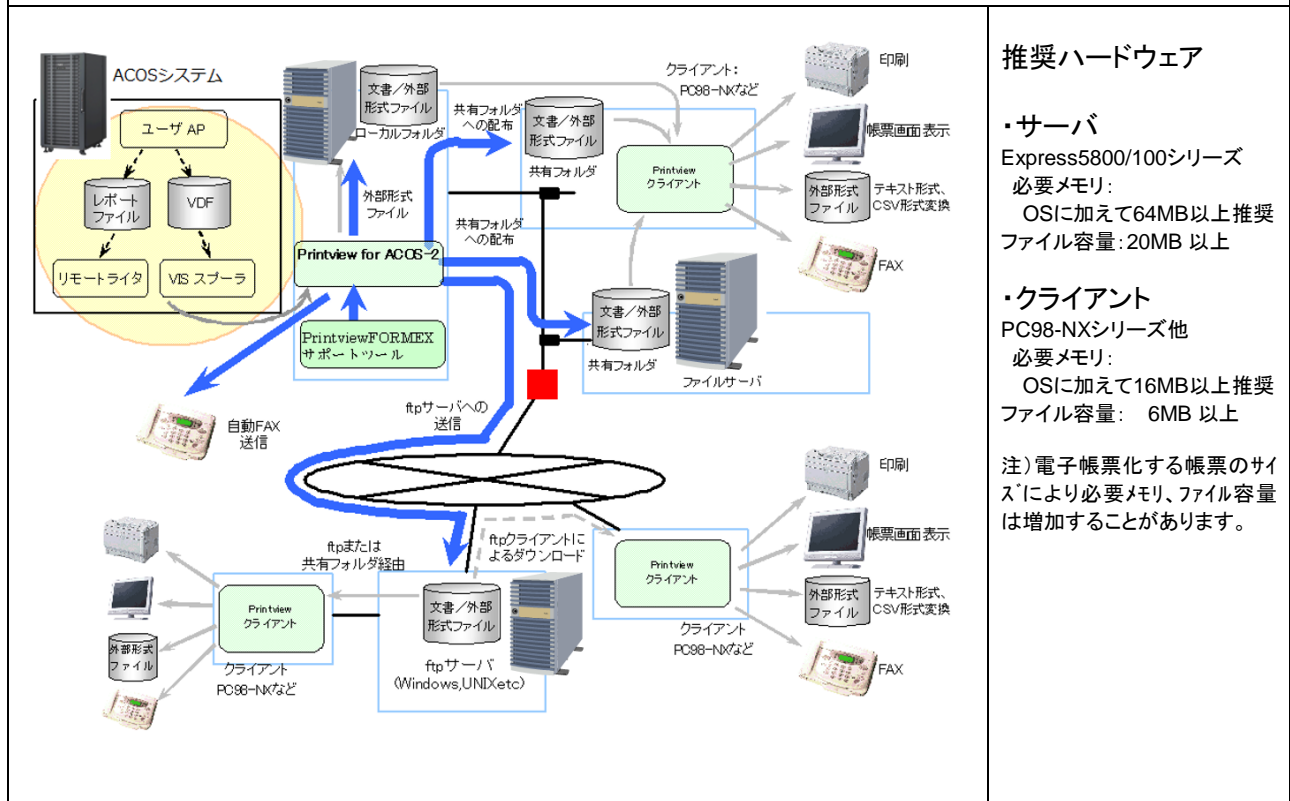 ACOSシステム
ユーザ AP
レポート
ファイル
VDF
リモートライタ
VIS スプーラ
文書/外部
形式ファイル
ローカルフォルダ
外部形式
ファイル
Printview for ACOS-2
PrintviewFORMEX
サポートツール
自動FAX
送信
共有フォルダ
への配布
共有フォルダ
への配布
文書/外部
形式ファイル
共有フォルダ
クライアント:
PC98-NXなど
Printview
クライアント
印刷
帳票画面表示
外部形式
ファイル
テキスト形式、
CSV形式変換
FAX
文書/外部
形式ファイル
共有フォルダ
ファイルサーバ
ftpサーバへの
送信
ftpまたは
共有フォルダ経由
ftpクライアントに
よるダウンロード
Printview
クライアント
外部形式
ファイル
クライアント
PC98-NXなど
文書/外部
形式ファイル
ftpサーバ
(Windows,UNIXetc)
Printview
クライアント
クライアント
PC98-NXなど
印刷
帳票画面表示
外部形式
ファイル
テキスト形式、
CSV形式変換
FAX
推奨ハードウェア
・サーバ
Express5800/100シリーズ
必要メモリ:
OSに加えて64MB以上推奨
ファイル容量:20MB 以上
・クライアント
PC98-NXシリーズ他
必要メモリ:
OSに加えて16MB以上推奨
ファイル容量: 6MB 以上
注)電子帳票化する帳票のサイ
ズにより必要メモリ、ファイル容量
は増加することがあります。